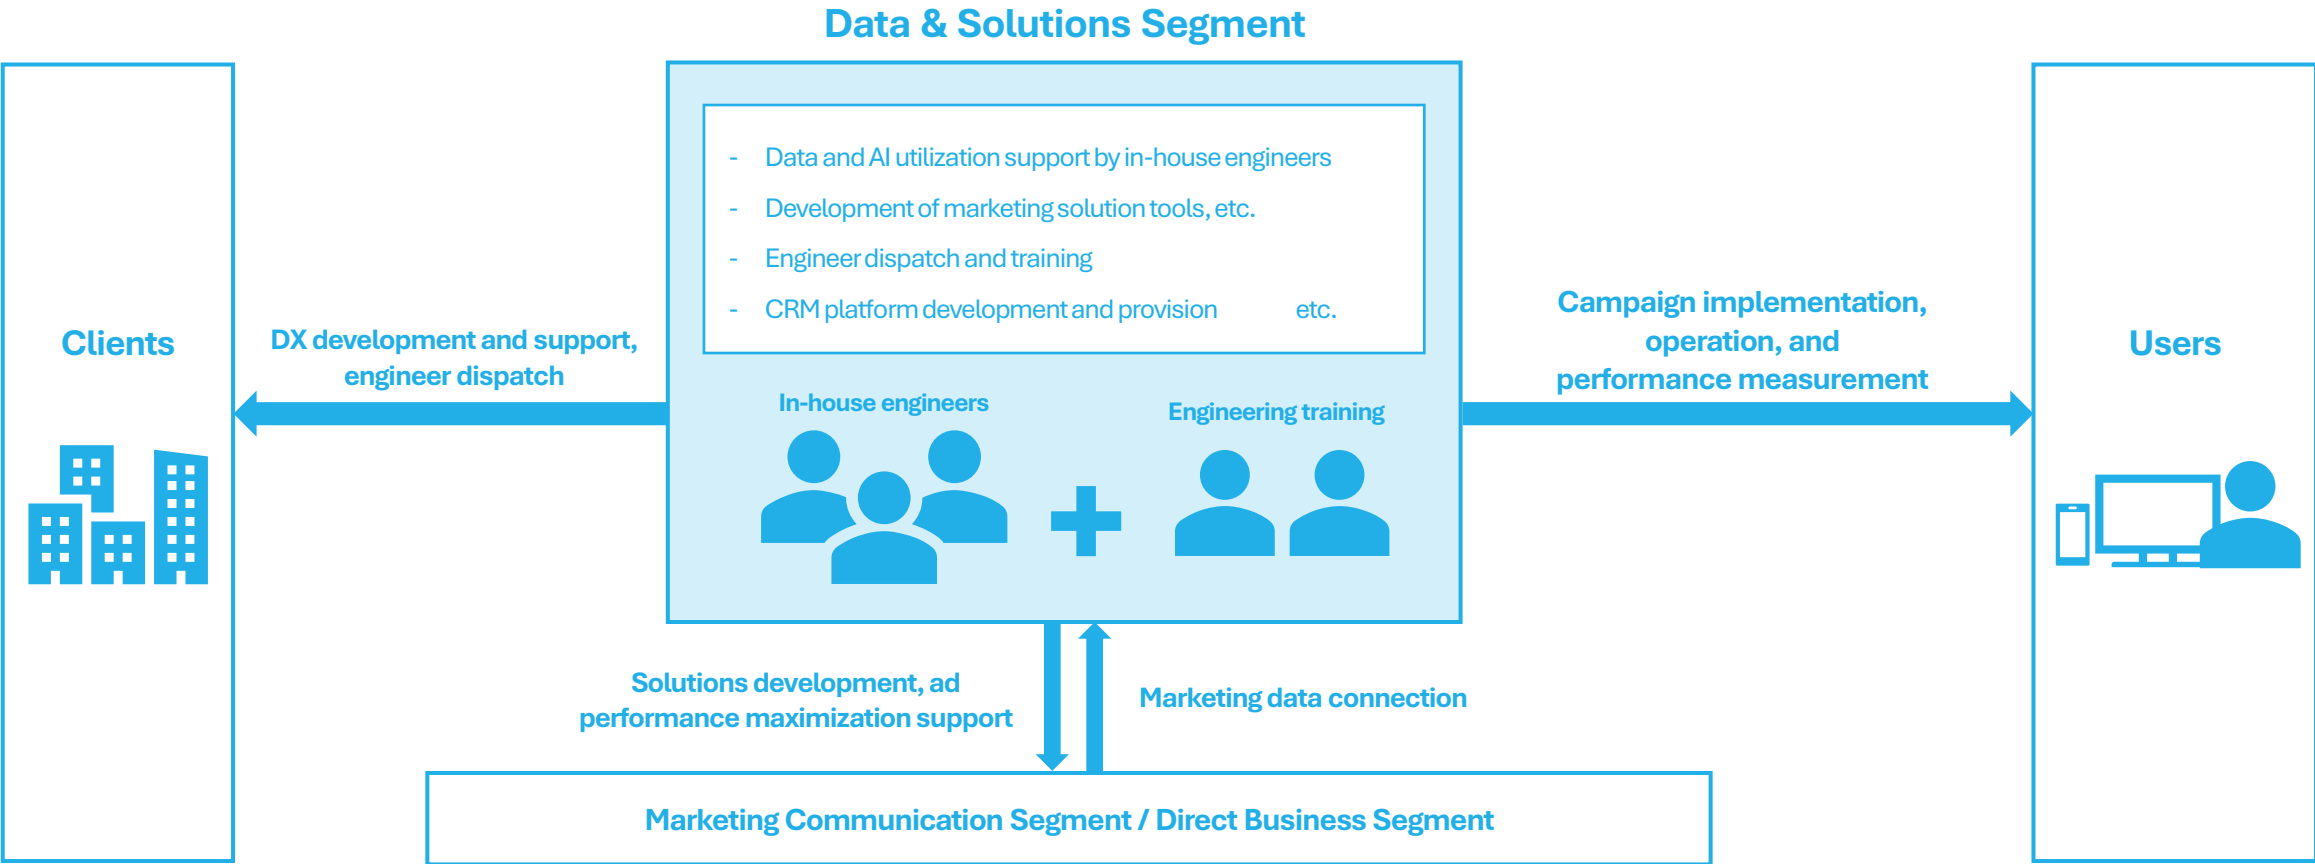 Data & Solutions Segment
- Data and AI utilization support by in-house engineers
- Development of marketing solution tools, etc.
- Engineer dispatch and training
- CRM platform development and provision etc.
Clients
DX development and support,
engineer dispatch
In-house engineers
Engineering training
Campaign implementation,
operation, and
performance measurement
Users
Solutions development, ad
performance maximization support
Marketing data connection
Marketing Communication Segment / Direct Business Segment